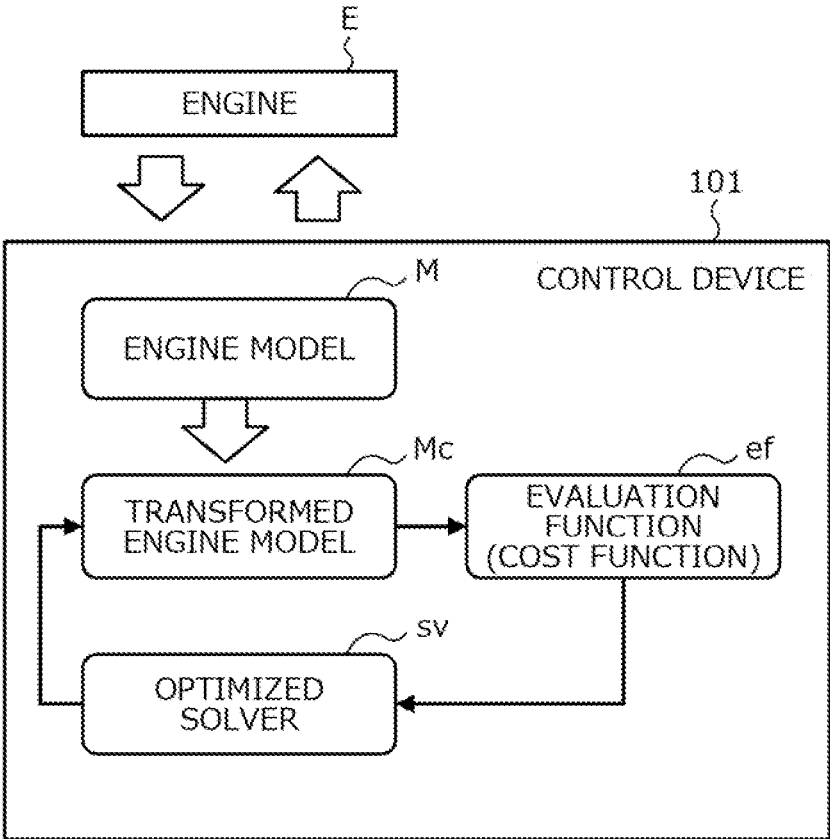 E
ENGINE
101
CONTROL DEVICE
M
ENGINE MODEL
Mc
TRANSFORMED
ENGINE MODEL
ef
EVALUATION
FUNCTION
(COST FUNCTION)
sv
OPTIMIZED
SOLVER